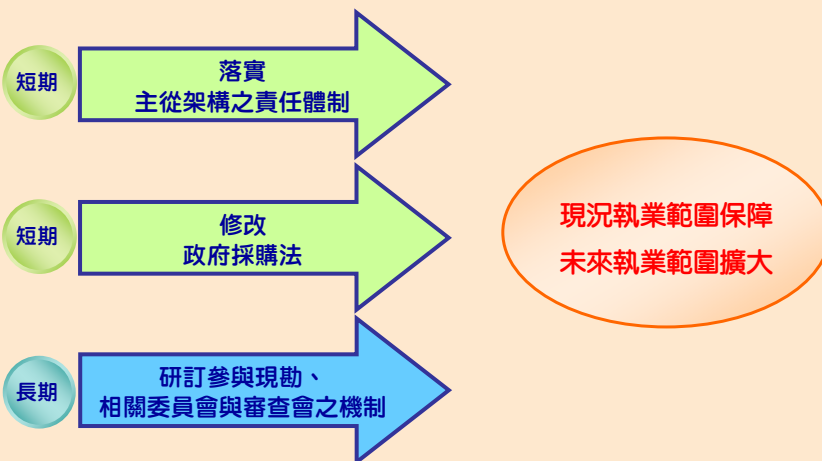 短期
落實
主從架構之責任體制
短期
修改
政府採購法
長期
研訂參與現勘、
相關委員會與審查會之機制
現況執業範圍保障
未來執業範圍擴大